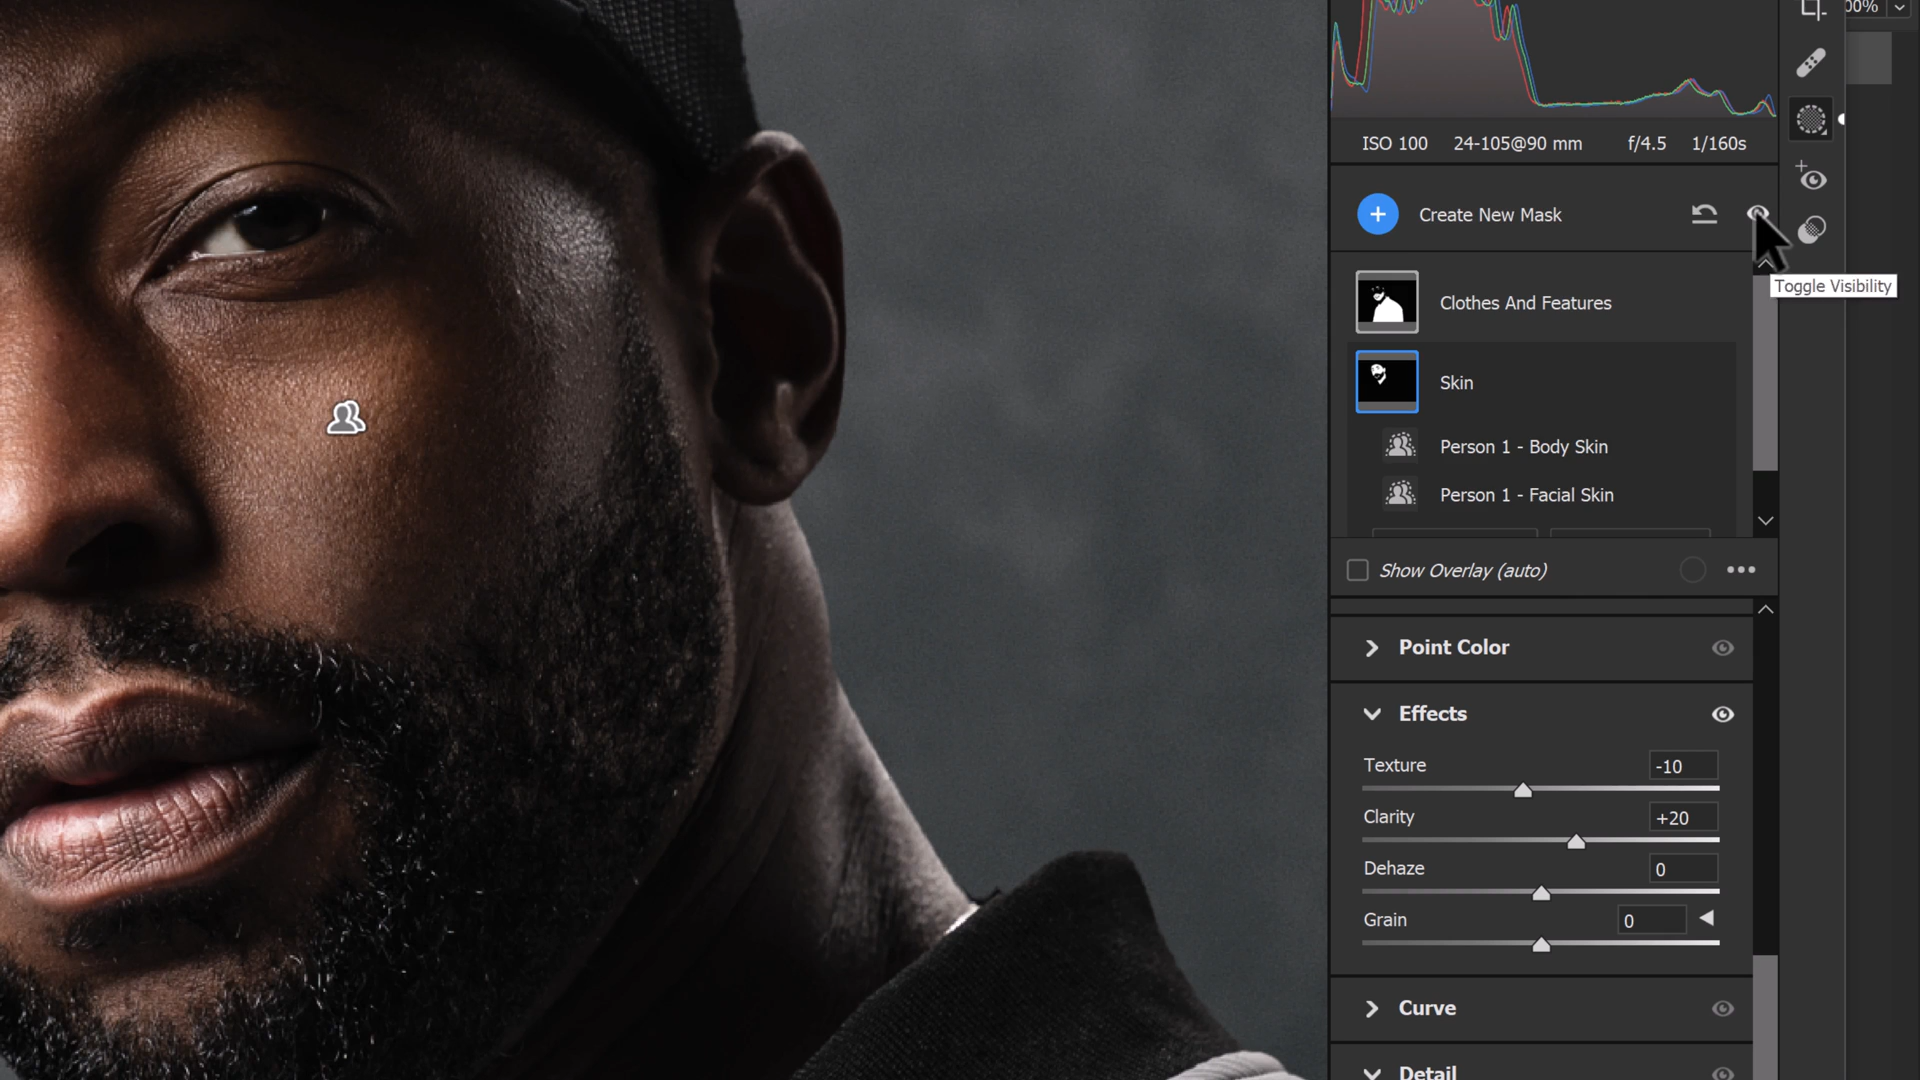 00%
ISO 100 24-105@90 mm f/4.5 1/160s
Create New Mask
Toggle Visibility
Clothes And Features
Skin
Person 1 - Body Skin
Person 1 - Facial Skin
Show Overlay (auto)
Point Color
Effects
Texture -10
Clarity +20
Dehaze 0
Grain 0
Curve
Detail